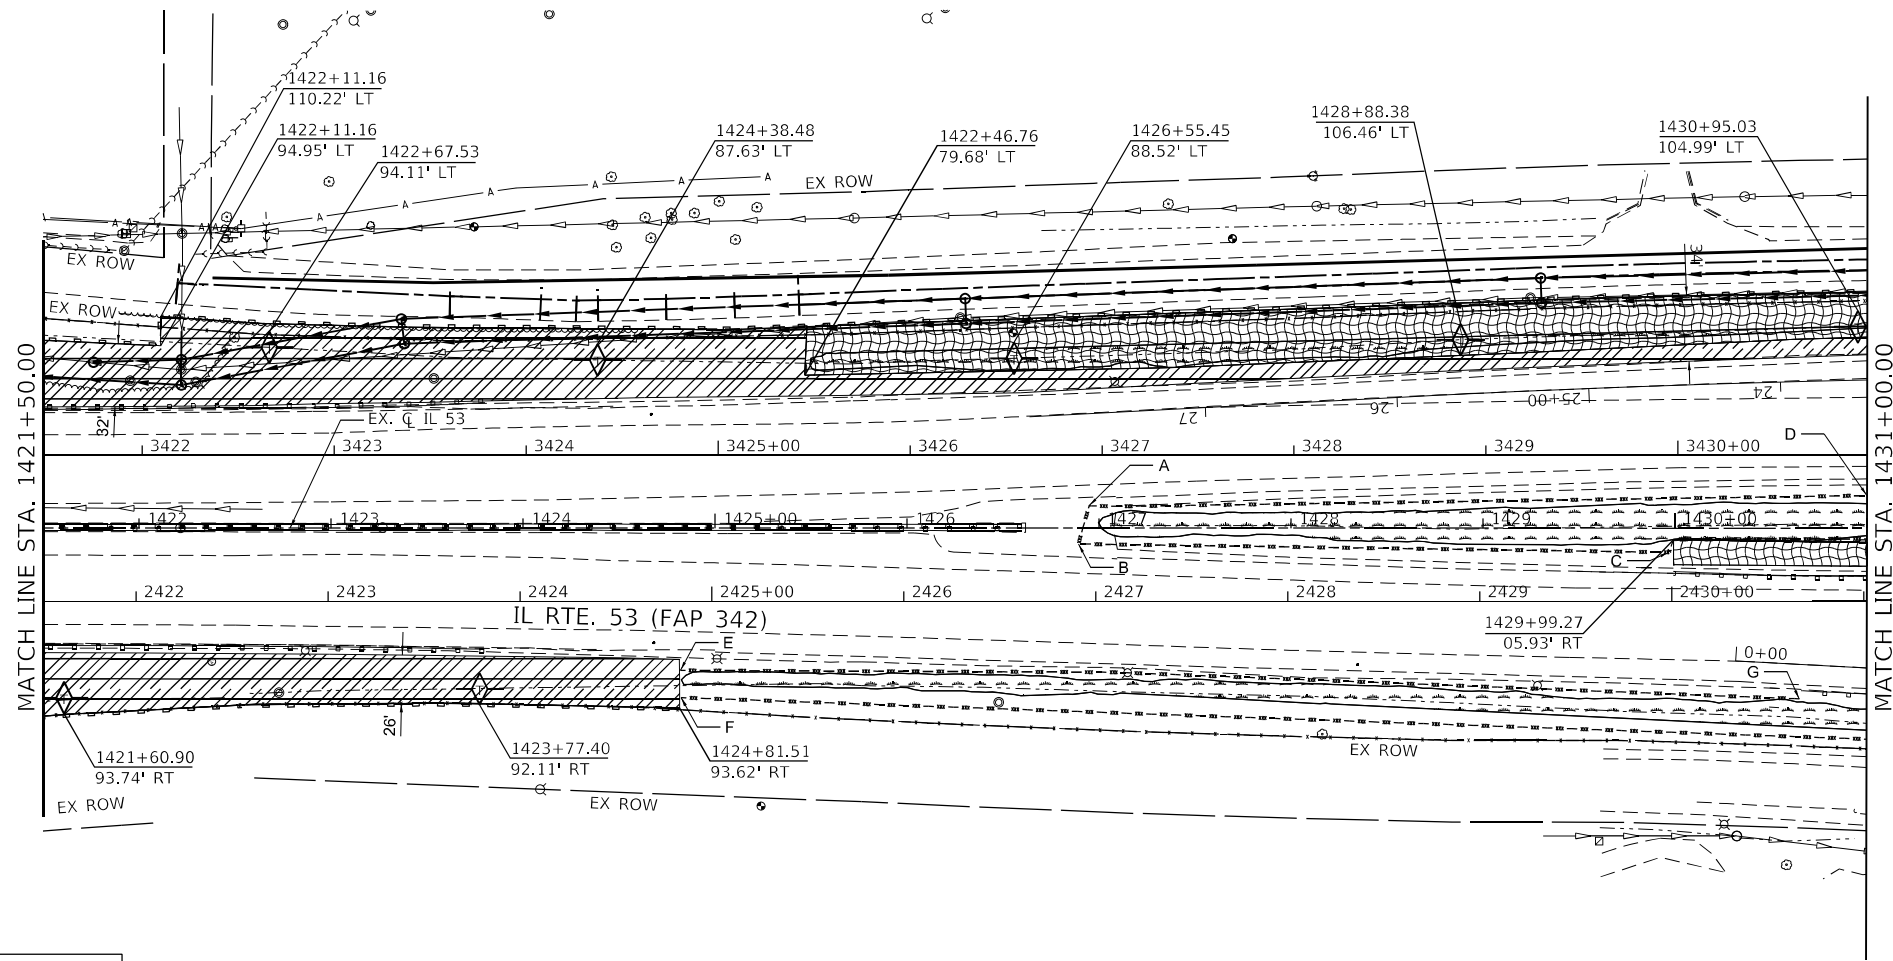 1422+11.16
110.22' LT
1422+11.16
94.95' LT
1422+67.53
94.11' LT
1424+38.48
87.63' LT
1422+46.76
79.68' LT
1426+55.45
88.52' LT
1428+88.38
106.46' LT
1430+95.03
104.99' LT
A
A
A
A
A
EX ROW
EX ROW
EX ROW
34'
32'
EX. ℄ IL 53
27
26
25+00
24
MATCH LINE STA. 1421+50.00
MATCH LINE STA. 1431+00.00
3422
3423
3424
3425+00
3426
3427
3428
3429
3430+00
D
A
1422
1423
1424
1425+00
1426
1427
1428
1429
1430+00
B
C
2422
2423
2424
2425+00
2426
2427
2428
2429
2430+00
IL RTE. 53 (FAP 342)
1429+99.27
05.93' RT
0+00
E
G
F
26'
1421+60.90
93.74' RT
1423+77.40
92.11' RT
1424+81.51
93.62' RT
EX ROW
EX ROW
EX ROW